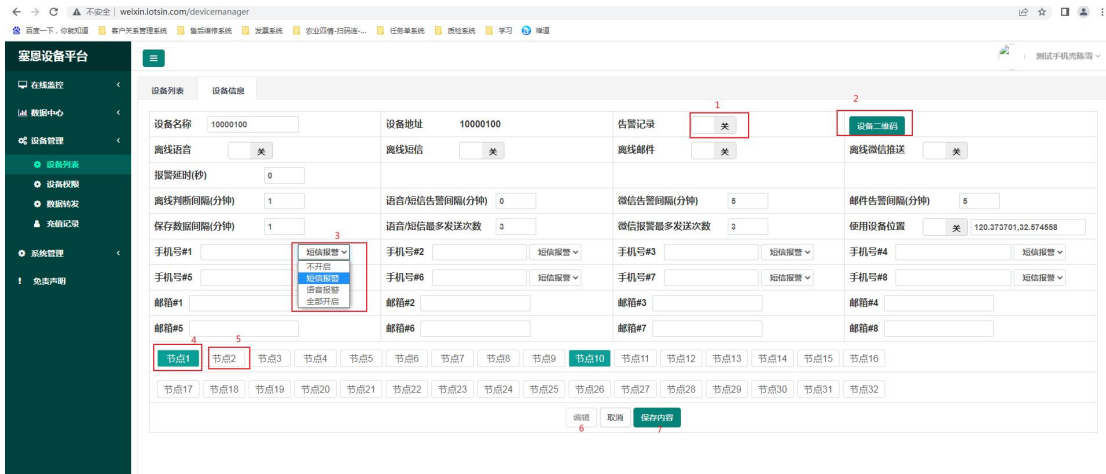 不安全 | weixin.iotsin.com/devicemanager
百度一下，你就知道 客户关系管理系统 售后维修系统 发票系统 农业四情-扫码连-... 任务单系统 质检系统 学习 禅道
塞恩设备平台 测试手机壳陈雪
在线监控
数据中心
设备管理
设备列表
设备权限
数据转发
充值记录
系统管理
免责声明
设备列表 设备信息
1 2
设备名称 10000100 设备地址 10000100 告警记录 关 设备二维码
离线语音 关 离线短信 关 离线邮件 关 离线微信推送 关
报警延时(秒) 0
离线判断间隔(分钟) 1 语音/短信告警间隔(分钟) 0 微信告警间隔(分钟) 5 邮件告警间隔(分钟) 5
保存数据间隔(分钟) 1 语音/短信最多发送次数 3 微信报警最多发送次数 3 使用设备位置 关 120.373701,32.574558
3
手机号#1 短信报警 手机号#2 短信报警 手机号#3 短信报警 手机号#4 短信报警
不开启
短信报警
语音报警
全部开启
手机号#5 手机号#6 短信报警 手机号#7 短信报警 手机号#8 短信报警
邮箱#1 邮箱#2 邮箱#3 邮箱#4
邮箱#5 邮箱#6 邮箱#7 邮箱#8
4 5
节点1 节点2 节点3 节点4 节点5 节点6 节点7 节点8 节点9 节点10 节点11 节点12 节点13 节点14 节点15 节点16
节点17 节点18 节点19 节点20 节点21 节点22 节点23 节点24 节点25 节点26 节点27 节点28 节点29 节点30 节点31 节点32
编辑 取消 保存内容
6 7